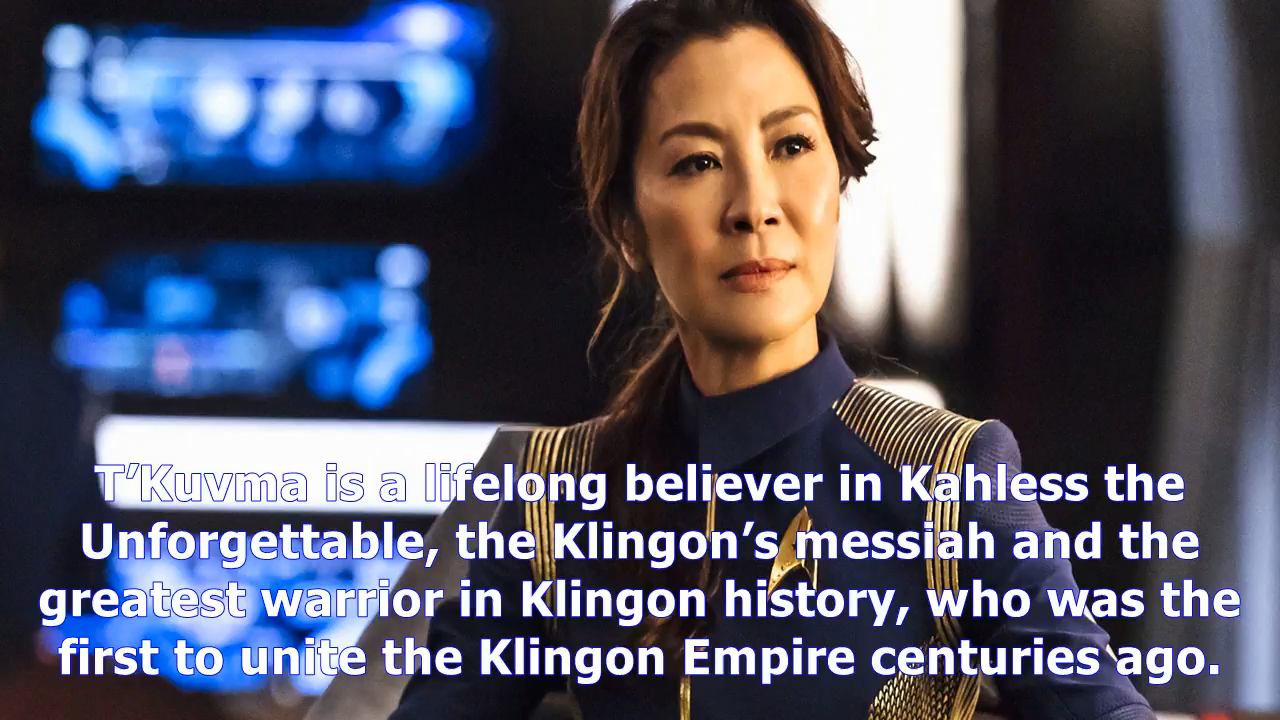 T’Kuvma is a lifelong believer in Kahless the
Unforgettable, the Klingon’s messiah and the
greatest warrior in Klingon history, who was the
first to unite the Klingon Empire centuries ago.